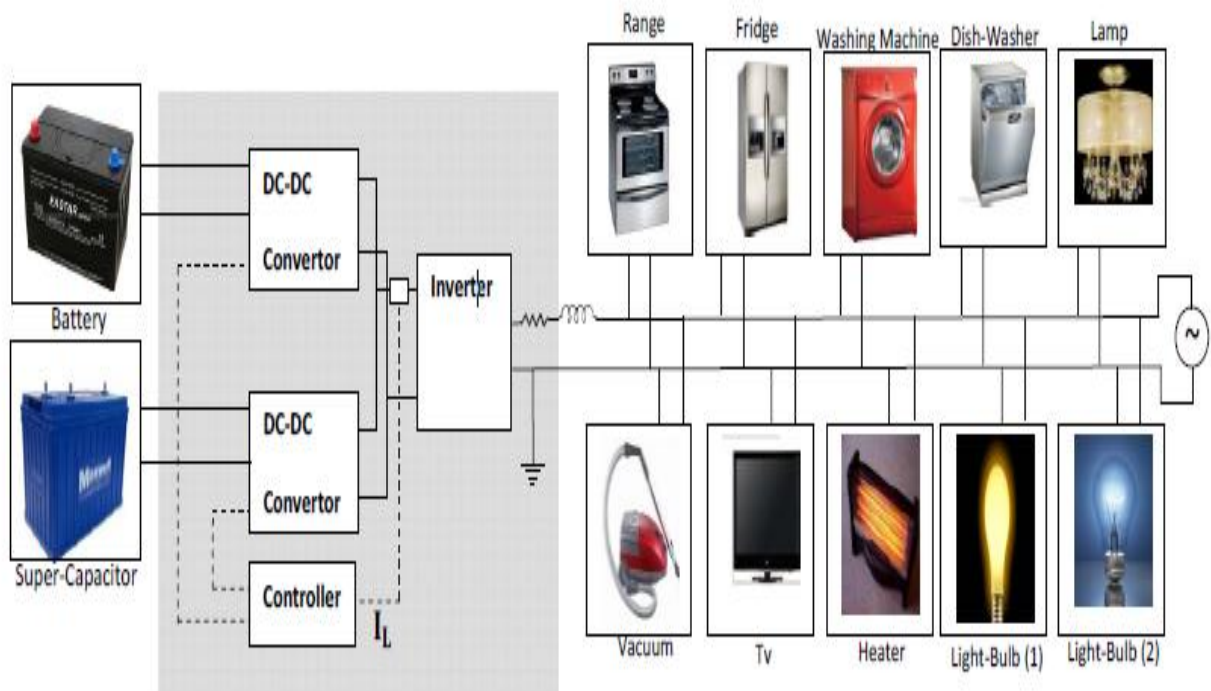 Range
Fridge
Washing Machine
Dish-Washer
Lamp
Battery
DC-DC
Convertor
Inverter
Super-Capacitor
DC-DC
Convertor
Controller
I_L
Vacuum
Tv
Heater
Light-Bulb (1)
Light-Bulb (2)
~